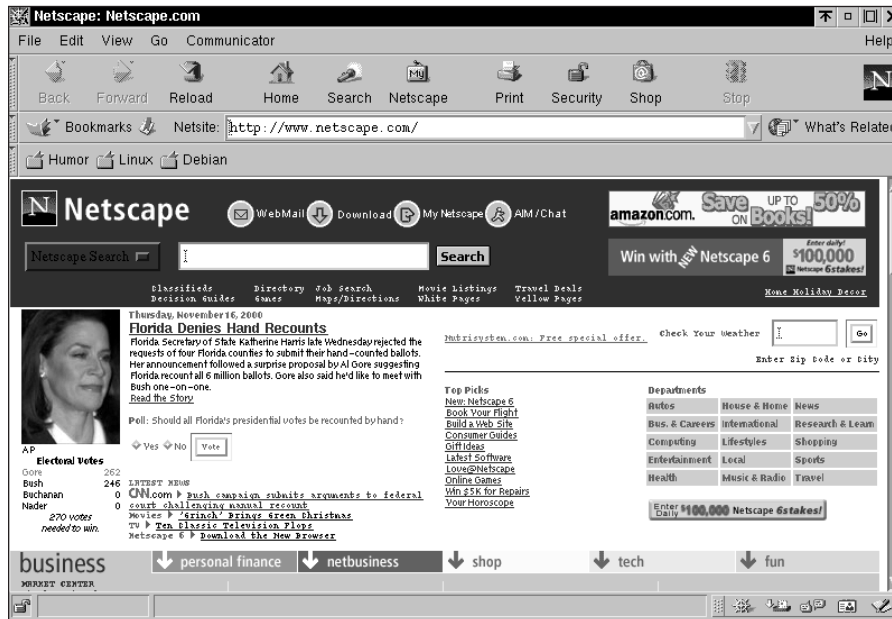 Netscape: Netscape.com
File Edit View Go Communicator Help
My
Back Forward Reload Home Search Netscape Print Security Shop Stop
N
Bookmarks Netsite: http://www.netscape.com/ What's Relate
Humor Linux Debian
N Netscape WebMail Download My Netscape AIM/Chat
amazon.com. Save UP TO 50% ON Books!
Netscape Search Search
Win with NEW Netscape 6 Enter daily! $100,000 Netscape 6stakes!
Classifieds Directory Job Search Movie Listings Travel Deals
Decision Guides Games Maps/Directions White Pages Yellow Pages
Home Holiday Decor
Thursday, November 16, 2000
Florida Denies Hand Recounts
Florida Secretary of State Katherine Harris late Wednesday rejected the
requests of four Florida counties to submit their hand-counted ballots.
Her announcement followed a surprise proposal by Al Gore suggesting
Florida recount all 6 million ballots. Gore also said he'd like to meet with
Bush one-on-one.
Read the Story
Poll: Should all Florida's presidential votes be recounted by hand?
Yes No Vote
AP
Electoral Votes
Gore 262
Bush 246
Buchanan 0
Nader 0
270 votes
needed to win.
LATEST NEWS
CNN.com Bush campaign submits arguments to federal
court challenging manual recount
Movies 'Grinch' Brings Green Christmas
TV Ten Classic Television Flops
Netscape 6 Download the New Browser
Nutrisystem.com: Free special offer.
Check Your Weather Go
Enter Zip Code or City
Top Picks
New: Netscape 6
Book Your Flight
Build a Web Site
Consumer Guides
Gift Ideas
Latest Software
Love@Netscape
Online Games
Win $5K for Repairs
Your Horoscope
Departments
Autos House & Home News
Bus. & Careers International Research & Learn
Computing Lifestyles Shopping
Entertainment Local Sports
Health Music & Radio Travel
Enter Daily $100,000 Netscape 6stakes!
business personal finance netbusiness shop tech fun
MARKET CENTER